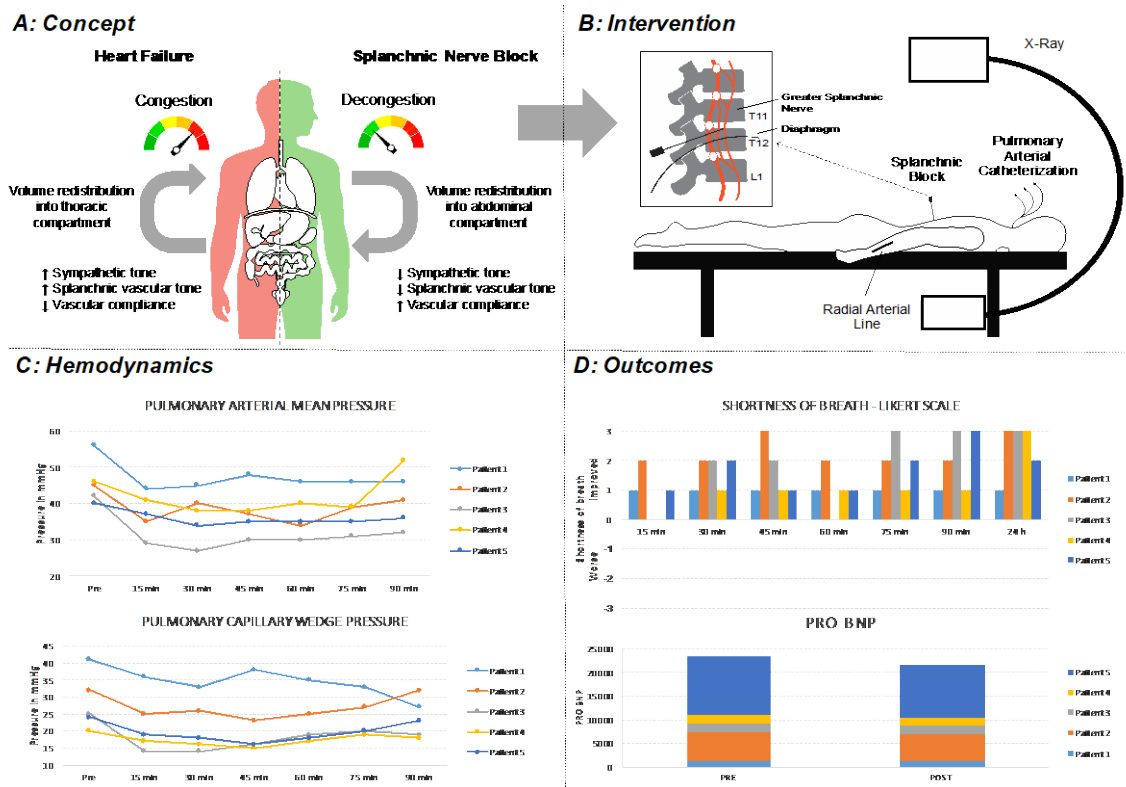 A: Concept
Heart Failure
Splanchnic Nerve Block
Congestion
Decongestion
Volume redistribution
into thoracic
compartment
Volume redistribution
into abdominal
compartment
↑ Sympathetic tone
↑ Splanchnic vascular tone
↓ Vascular compliance
↓ Sympathetic tone
↓ Splanchnic vascular tone
↑ Vascular compliance
B: Intervention
X-Ray
Greater Splanchnic
Nerve
T11
Diaphragm
T12
L1
Splanchnic
Block
Pulmonary
Arterial
Catheterization
Radial Arterial
Line
C: Hemodynamics
PULMONARY ARTERIAL MEAN PRESSURE
Pressure in mmHg
60
50
40
30
20
Pre 15 min 30 min 45 min 60 min 75 min 90 min
Patient 1
Patient 2
Patient 3
Patient 4
Patient 5
PULMONARY CAPILLARY WEDGE PRESSURE
Pressure in mmHg
45
40
35
30
25
20
15
10
Pre 15 min 30 min 45 min 60 min 75 min 90 min
Patient 1
Patient 2
Patient 3
Patient 4
Patient 5
D: Outcomes
SHORTNESS OF BREATH - LIKERT SCALE
Shortness of breath
Worse Improved
3
2
1
0
-1
-2
-3
15 min 30 min 45 min 60 min 75 min 90 min 24 h
Patient 1
Patient 2
Patient 3
Patient 4
Patient 5
PRO BNP
PRO BNP
25000
20000
15000
10000
5000
0
PRE POST
Patient 5
Patient 4
Patient 3
Patient 2
Patient 1